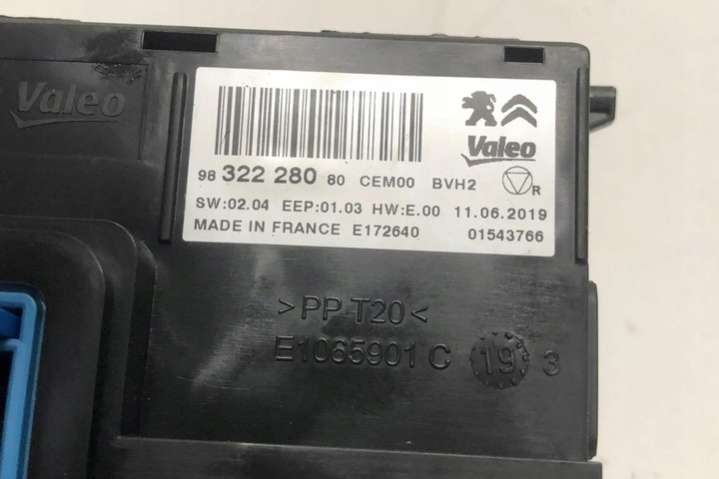 Valeo
Valeo
98 322 280 80 CEM00 BVH2 R
SW:02.04 EEP:01.03 HW:E.00 11.06.2019
MADE IN FRANCE E172640 01543766
>PP T20<
E1065901 C 19 3